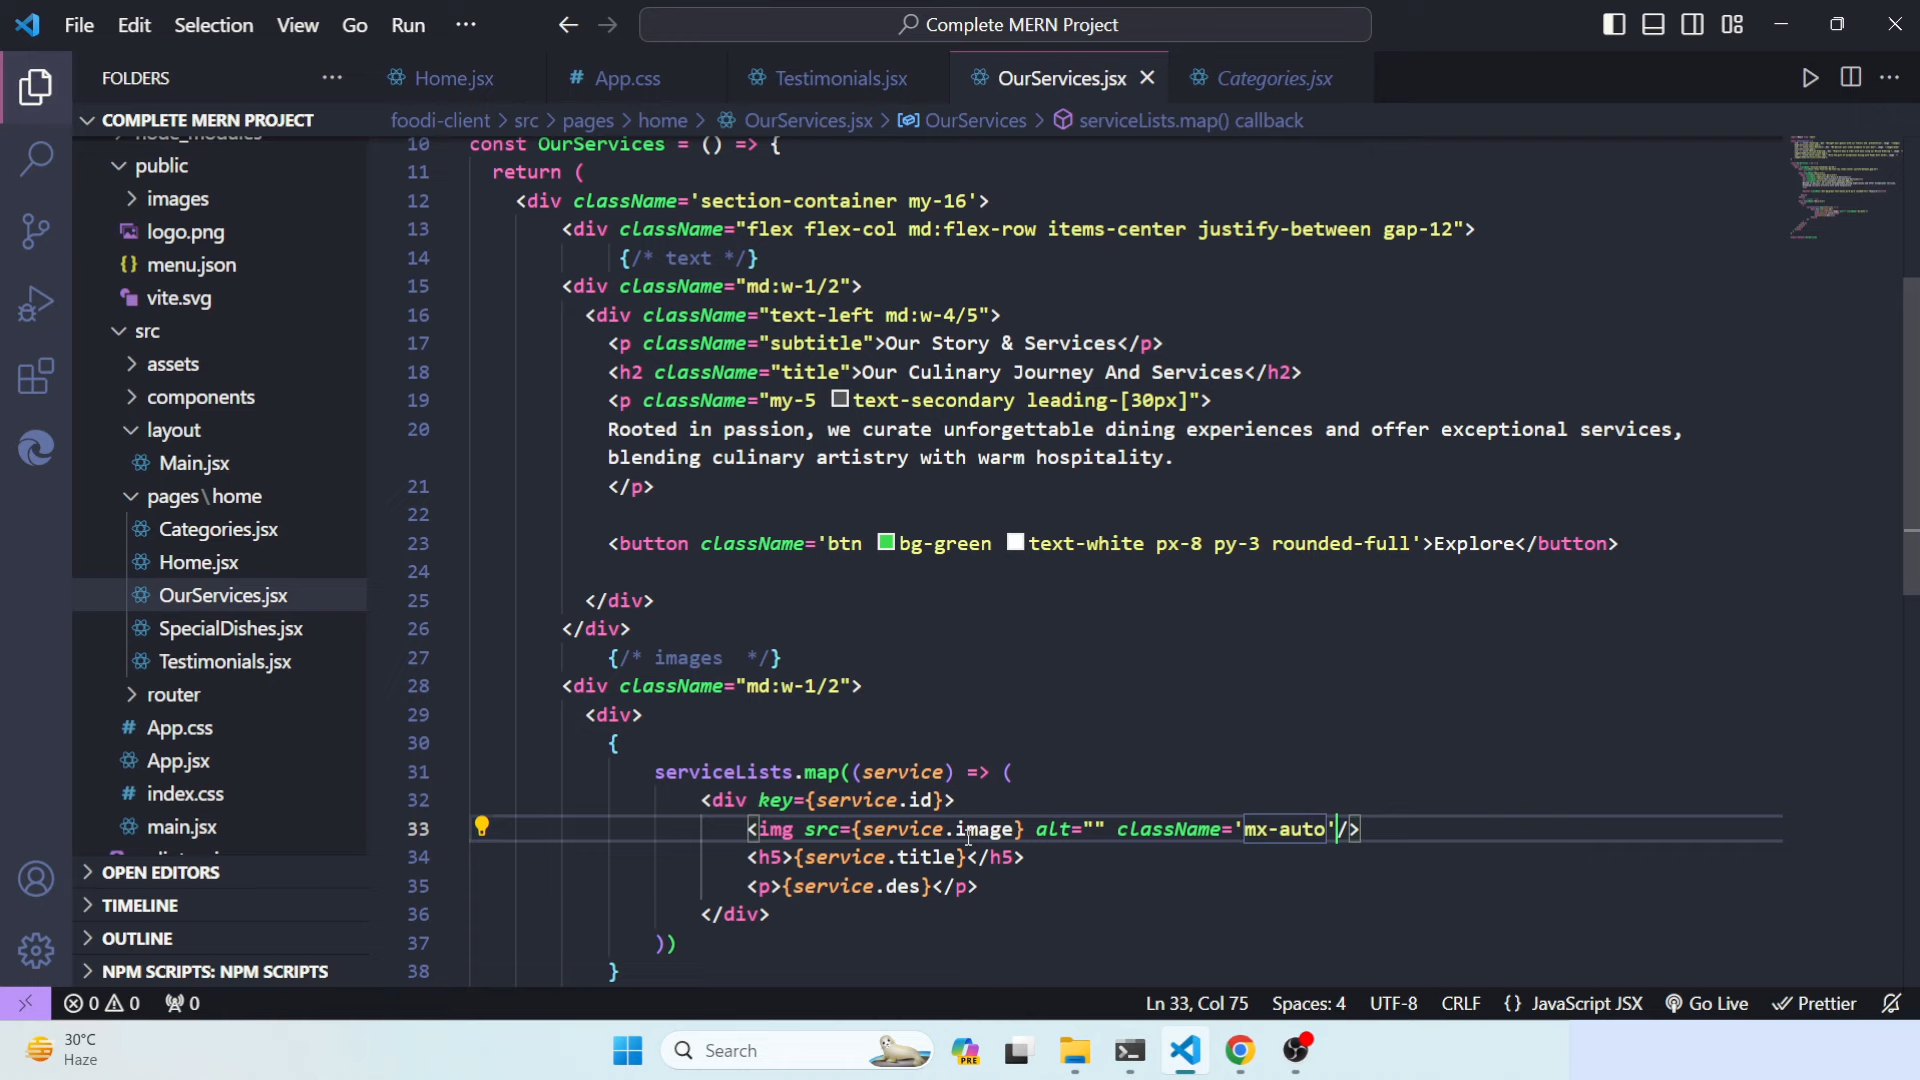 File Edit Selection View Go Run ···
Complete MERN Project
FOLDERS ···
Home.jsx
# App.css
Testimonials.jsx
OurServices.jsx
Categories.jsx
foodi-client > src > pages > home > OurServices.jsx > OurServices > serviceLists.map() callback
COMPLETE MERN PROJECT
public
images
logo.png
{} menu.json
vite.svg
src
assets
components
layout
Main.jsx
pages\home
Categories.jsx
Home.jsx
OurServices.jsx
SpecialDishes.jsx
Testimonials.jsx
router
# App.css
App.jsx
# index.css
main.jsx
OPEN EDITORS
TIMELINE
OUTLINE
NPM SCRIPTS: NPM SCRIPTS
10 const OurServices = () => {
11 return (
12 <div className='section-container my-16'>
13 <div className="flex flex-col md:flex-row items-center justify-between gap-12">
14 {/* text */}
15 <div className="md:w-1/2">
16 <div className="text-left md:w-4/5">
17 <p className="subtitle">Our Story & Services</p>
18 <h2 className="title">Our Culinary Journey And Services</h2>
19 <p className="my-5 text-secondary leading-[30px]">
20 Rooted in passion, we curate unforgettable dining experiences and offer exceptional services,
blending culinary artistry with warm hospitality.
21 </p>
22
23 <button className='btn bg-green text-white px-8 py-3 rounded-full'>Explore</button>
24
25 </div>
26 </div>
27 {/* images  */}
28 <div className="md:w-1/2">
29 <div>
30 {
31 serviceLists.map((service) => (
32 <div key={service.id}>
33 <img src={service.image} alt="" className='mx-auto'/>
34 <h5>{service.title}</h5>
35 <p>{service.des}</p>
36 </div>
37 ))
38 }
0 0 0
Ln 33, Col 75 Spaces: 4 UTF-8 CRLF {} JavaScript JSX Go Live Prettier
30°C
Haze
Search
PRE